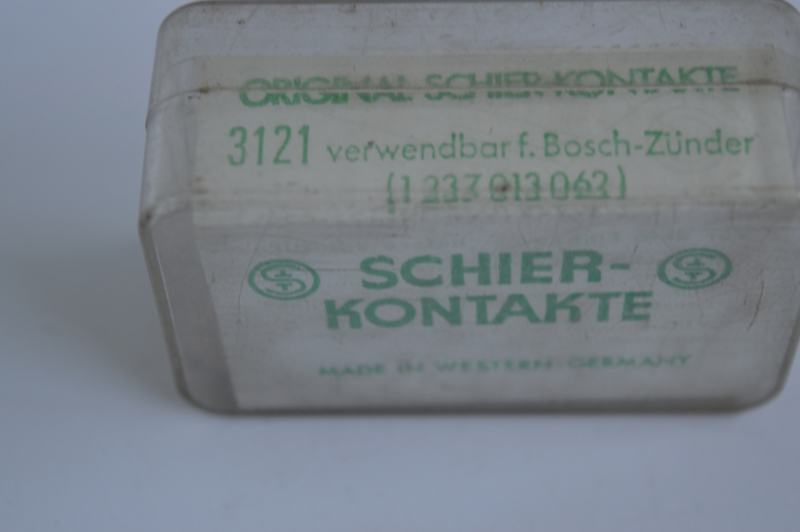 ORIGINAL SCHIER-KONTAKTE
3121 verwendbar f. Bosch-Zünder
(1 237 013 063)
SCHIER-
KONTAKTE
MADE IN WESTERN-GERMANY